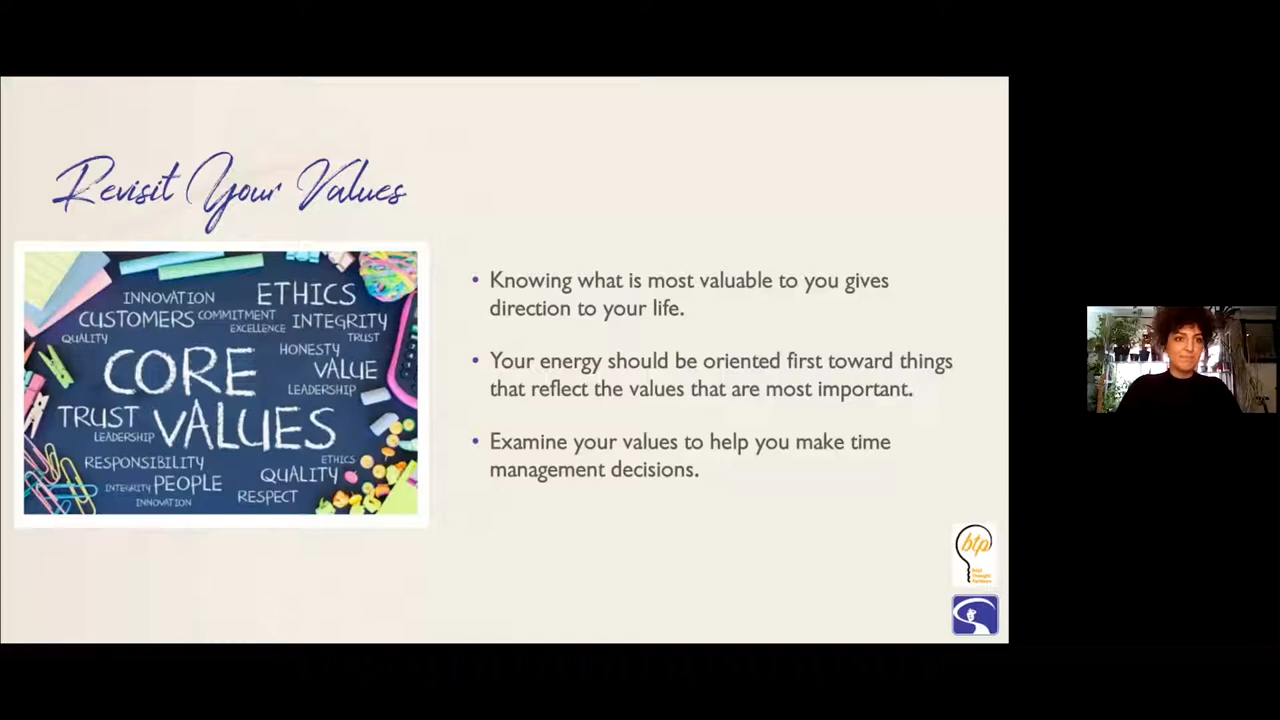 Revisit Your Values
INNOVATION ETHICS
CUSTOMERS COMMITMENT INTEGRITY
EXCELLENCE
QUALITY TRUST
CORE HONESTY
VALUE
LEADERSHIP
TRUST VALUES
LEADERSHIP
RESPONSIBILITY ETHICS
QUALITY
INTEGRITY PEOPLE
INNOVATION RESPECT
• Knowing what is most valuable to you gives
direction to your life.
• Your energy should be oriented first toward things
that reflect the values that are most important.
• Examine your values to help you make time
management decisions.
btp